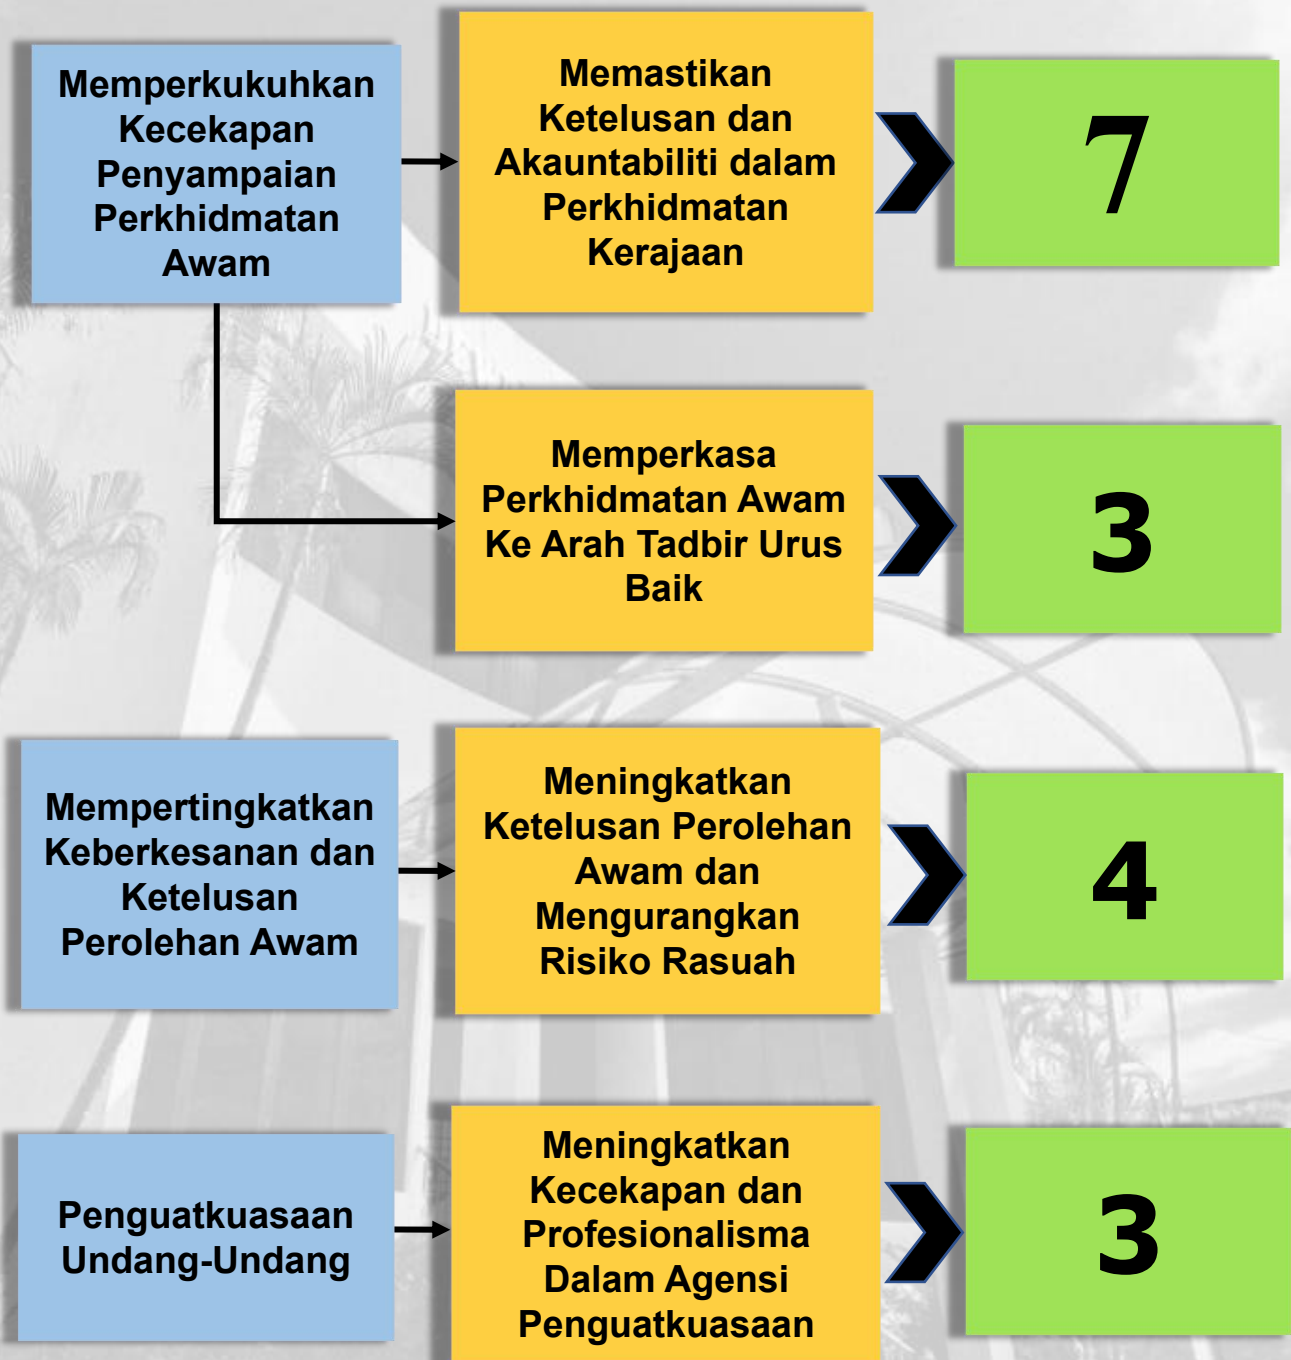 Memperkukuhkan
Kecekapan
Penyampaian
Perkhidmatan
Awam
Memastikan
Ketelusan dan
Akauntabiliti dalam
Perkhidmatan
Kerajaan
7
Memperkasa
Perkhidmatan Awam
Ke Arah Tadbir Urus
Baik
3
Mempertingkatkan
Keberkesanan dan
Ketelusan
Perolehan Awam
Meningkatkan
Ketelusan Perolehan
Awam dan
Mengurangkan
Risiko Rasuah
4
Penguatkuasaan
Undang-Undang
Meningkatkan
Kecekapan dan
Profesionalisma
Dalam Agensi
Penguatkuasaan
3